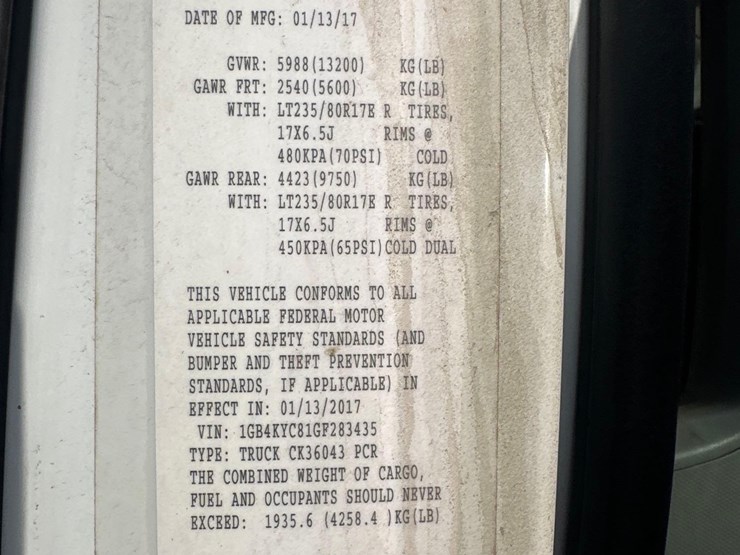 DATE OF MFG: 01/13/17
GVWR: 5988(13200) KG(LB)
GAWR FRT: 2540(5600) KG(LB)
WITH: LT235/80R17E R TIRES,
17X6.5J RIMS @
480KPA(70PSI) COLD
GAWR REAR: 4423(9750) KG(LB)
WITH: LT235/80R17E R TIRES,
17X6.5J RIMS @
450KPA(65PSI)COLD DUAL
THIS VEHICLE CONFORMS TO ALL
APPLICABLE FEDERAL MOTOR
VEHICLE SAFETY STANDARDS (AND
BUMPER AND THEFT PREVENTION
STANDARDS, IF APPLICABLE) IN
EFFECT IN: 01/13/2017
VIN: 1GB4KYC81GF283435
TYPE: TRUCK CK36043 PCR
THE COMBINED WEIGHT OF CARGO,
FUEL AND OCCUPANTS SHOULD NEVER
EXCEED: 1935.6 (4258.4 )KG(LB)